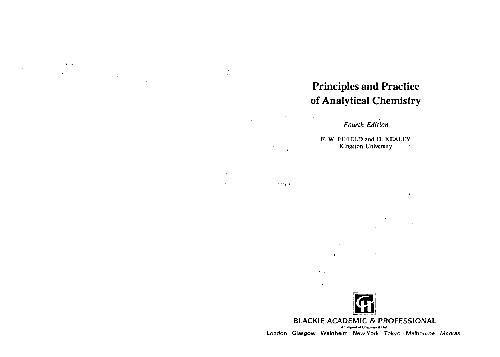 Principles and Practice
of Analytical Chemistry
Fourth Edition
F. W. FIFIELD and D. KEALEY
Kingston University
BLACKIE ACADEMIC & PROFESSIONAL
London · Glasgow · Weinheim · New York · Tokyo · Melbourne · Madras